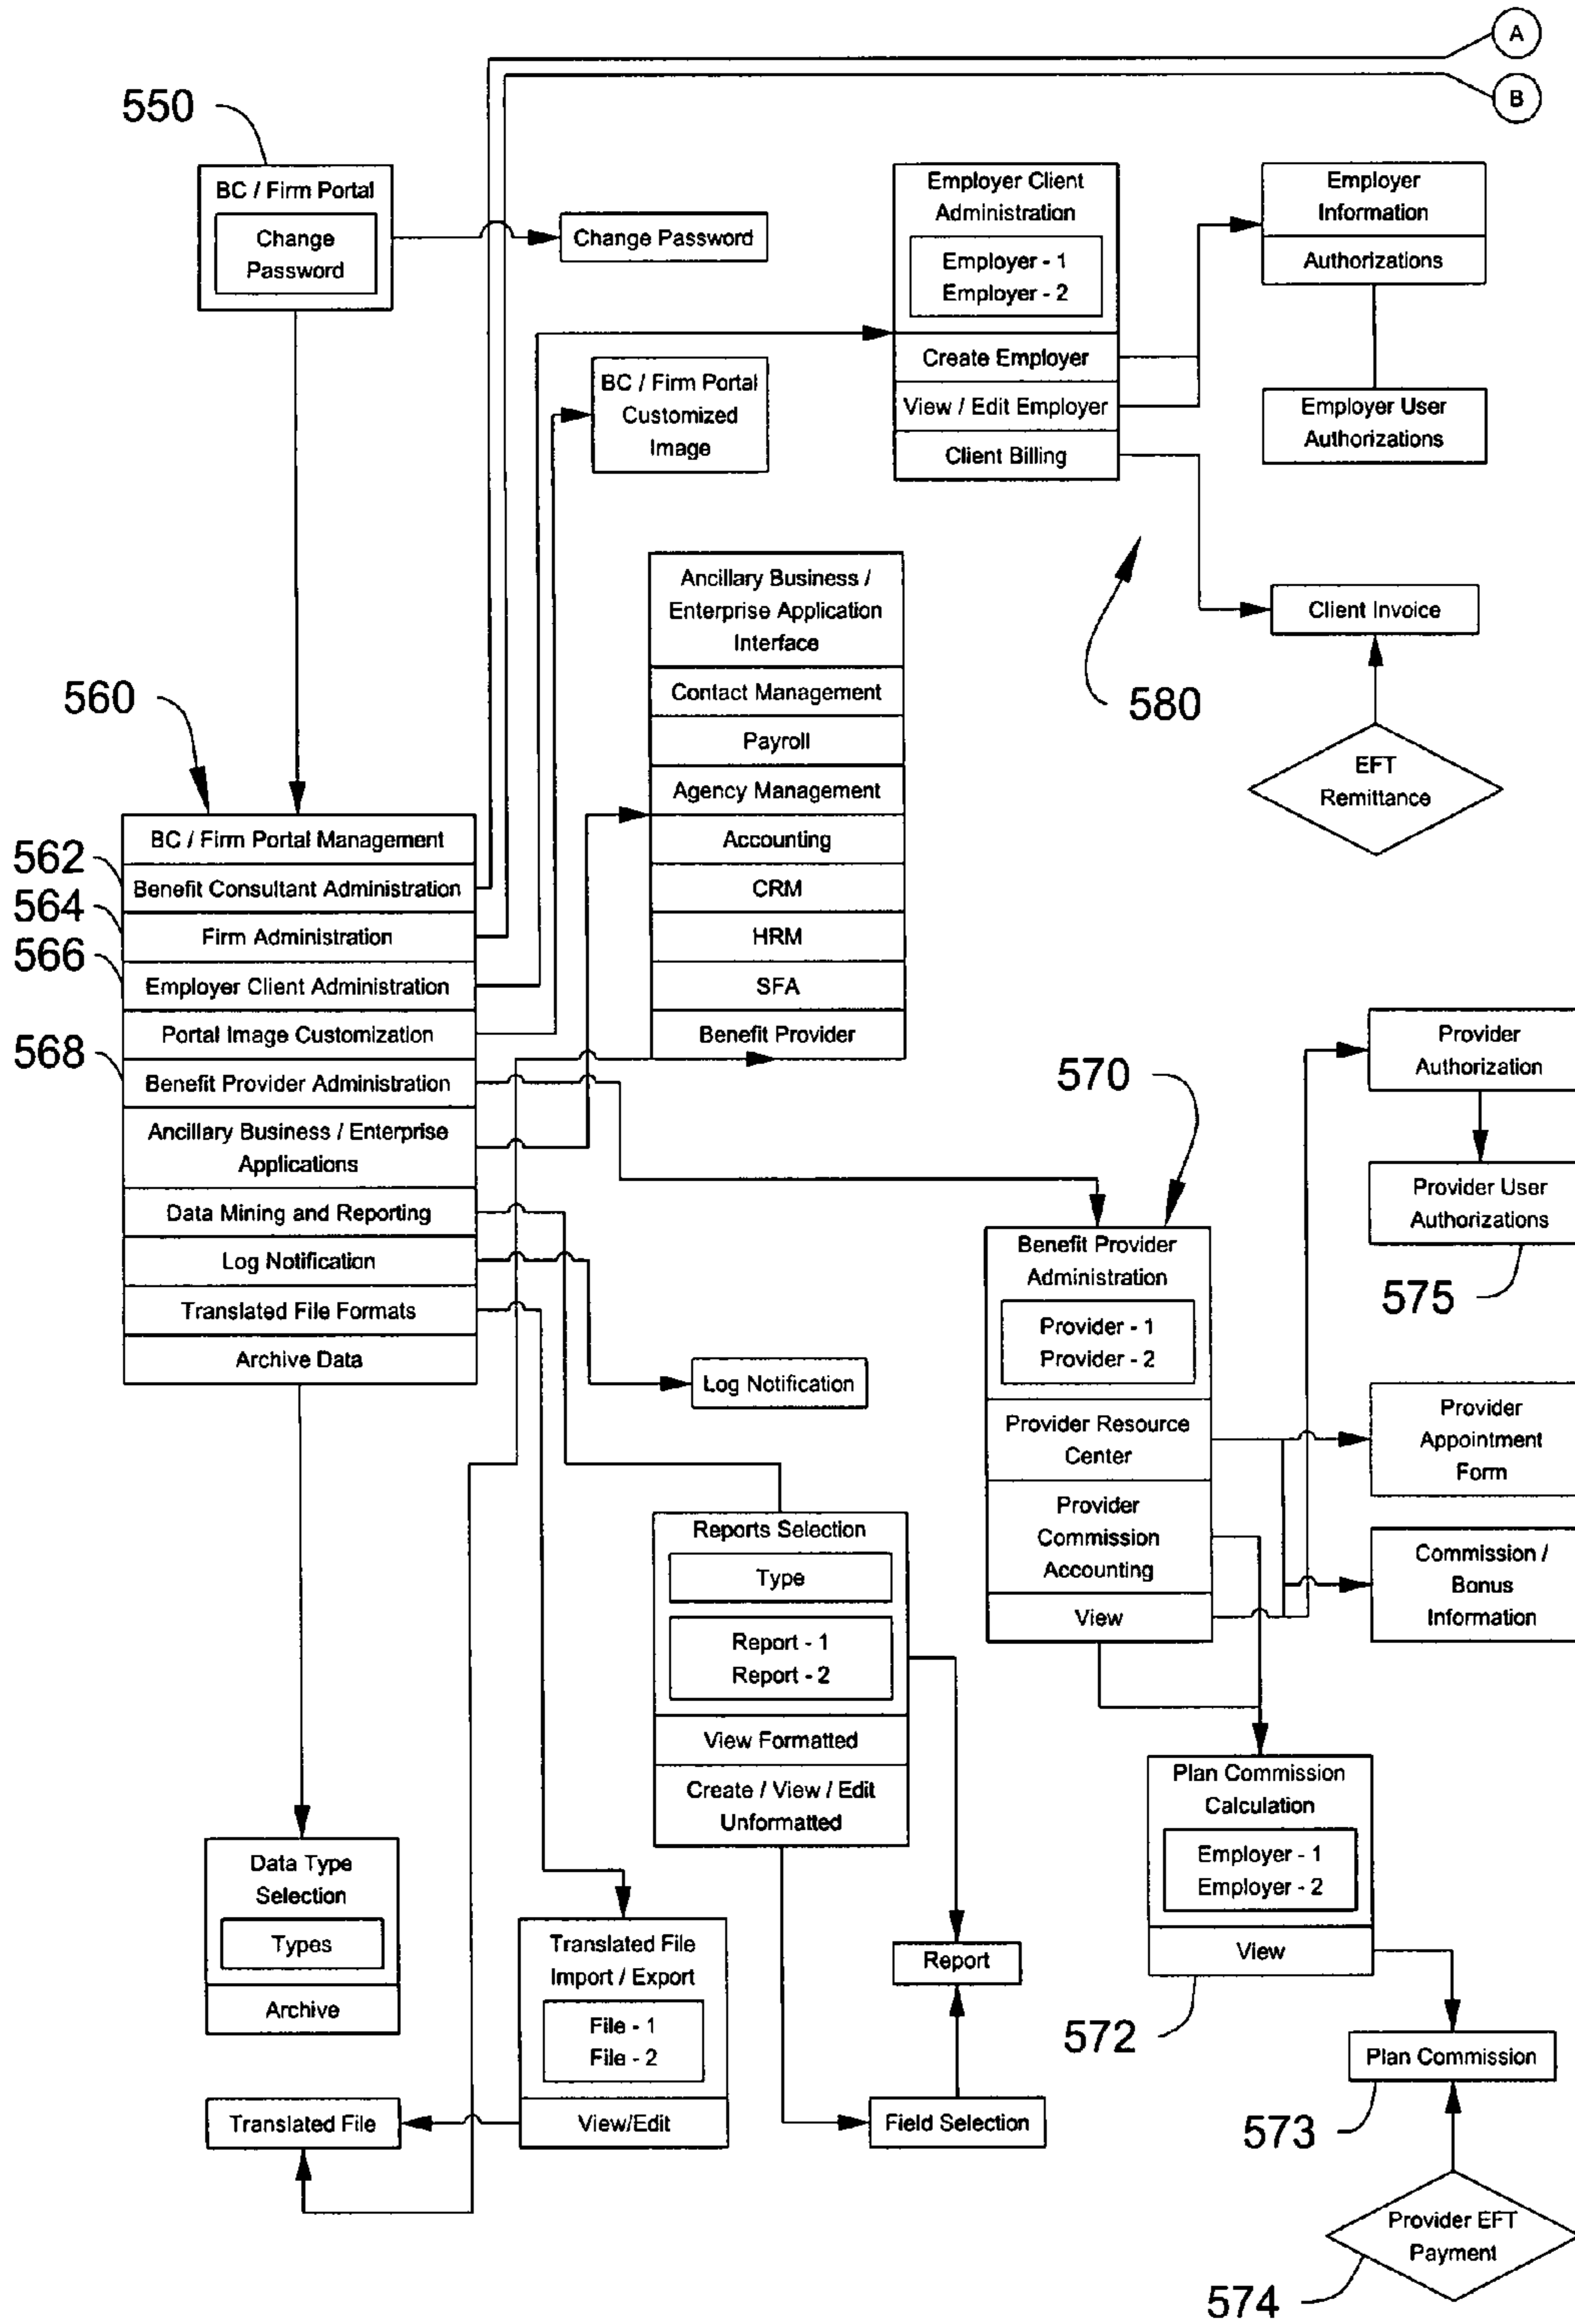 A
B
550
BC / Firm Portal
Change
Password
Change Password
Employer Client
Administration
Employer - 1
Employer - 2
Create Employer
View / Edit Employer
Client Billing
Employer
Information
Authorizations
Employer User
Authorizations
BC / Firm Portal
Customized
Image
580
Client Invoice
EFT
Remittance
Ancillary Business /
Enterprise Application
Interface
Contact Management
Payroll
Agency Management
Accounting
CRM
HRM
SFA
Benefit Provider
560
BC / Firm Portal Management
562
Benefit Consultant Administration
564
Firm Administration
566
Employer Client Administration
Portal Image Customization
568
Benefit Provider Administration
Ancillary Business / Enterprise
Applications
Data Mining and Reporting
Log Notification
Translated File Formats
Archive Data
Log Notification
570
Benefit Provider
Administration
Provider - 1
Provider - 2
Provider Resource
Center
Provider
Commission
Accounting
View
Provider
Authorization
Provider User
Authorizations
575
Provider
Appointment
Form
Commission /
Bonus
Information
Reports Selection
Type
Report - 1
Report - 2
View Formatted
Create / View / Edit
Unformatted
Plan Commission
Calculation
Employer - 1
Employer - 2
View
572
Data Type
Selection
Types
Archive
Translated File
Import / Export
File - 1
File - 2
View/Edit
Translated File
Report
Field Selection
Plan Commission
573
Provider EFT
Payment
574